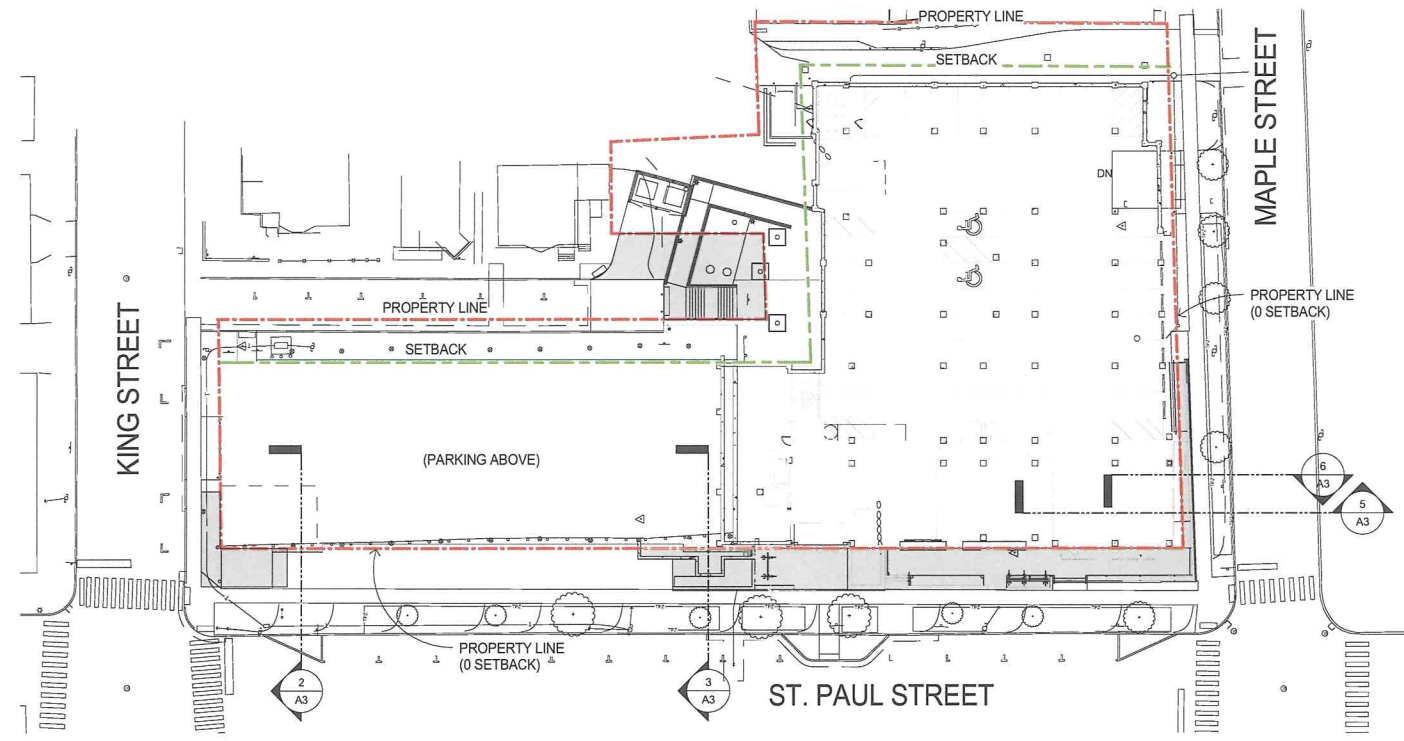 PROPERTY LINE
SETBACK
MAPLE STREET
DN
PROPERTY LINE
(0 SETBACK)
PROPERTY LINE
SETBACK
KING STREET
(PARKING ABOVE)
6
A3
5
A3
PROPERTY LINE
(0 SETBACK)
2
A3
3
A3
ST. PAUL STREET